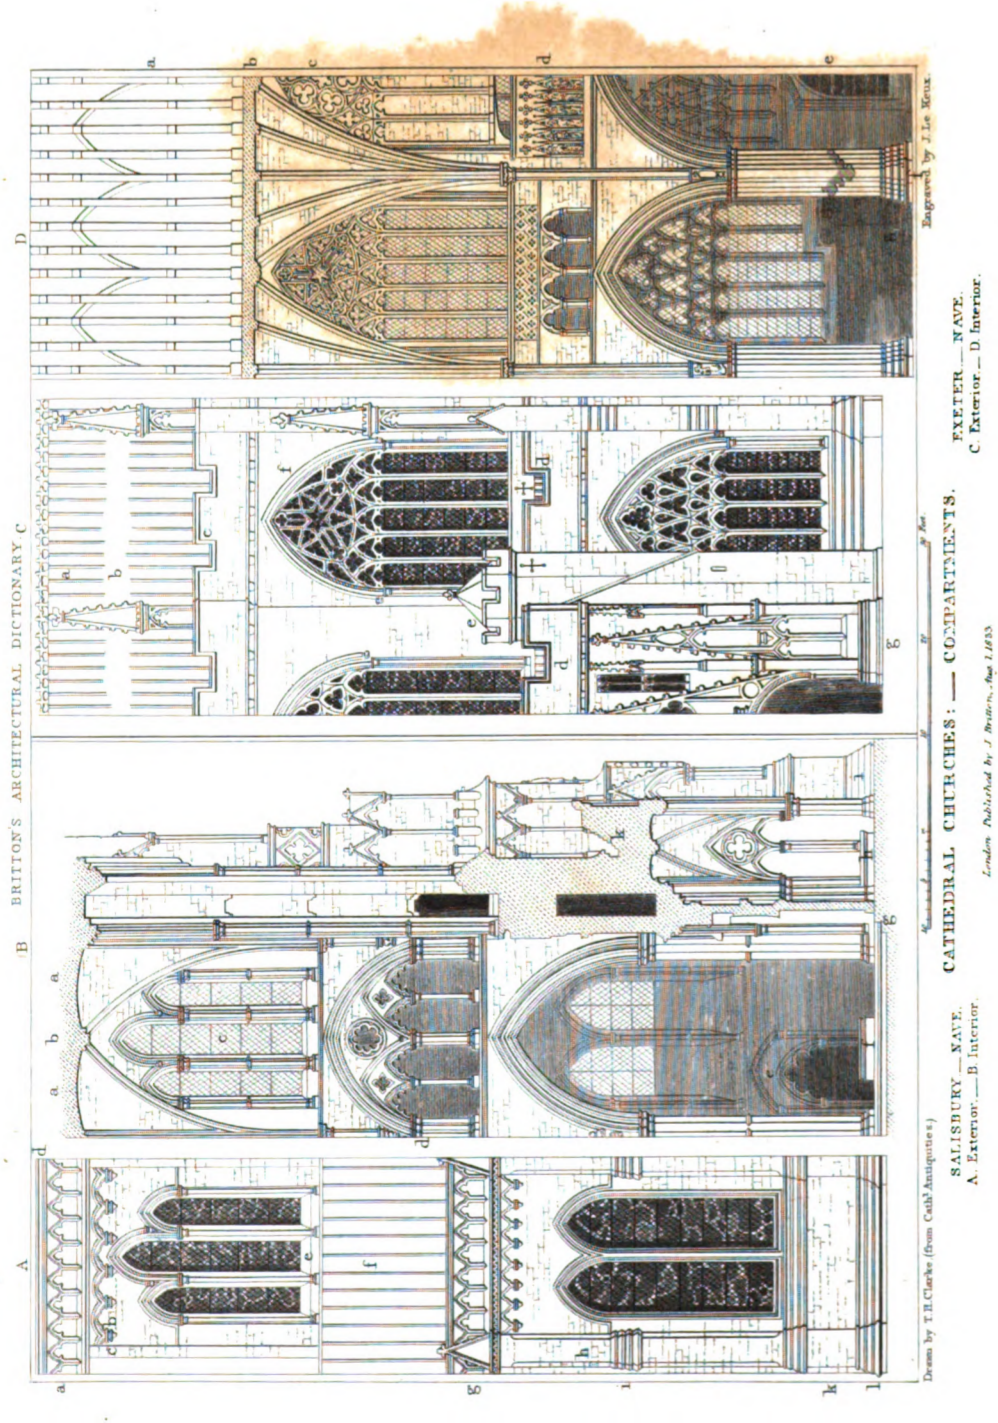 BRITTON'S ARCHITECTURAL DICTIONARY
A
B
C
D
d
a
b
a
d
a
b
c
d
e
a
b
c
f
e
d
d
g
c
b
e
f
h
c
c
k
g
a
g
i
k
l
Drawn by T. H. Clarke, (from Cathl. Antiquities.)
Engraved by J. Le Keux.
SALISBURY — NAVE.
A. Exterior. — B. Interior.
CATHEDRAL CHURCHES: — COMPARTMENTS.
EXETER — NAVE.
C. Exterior. — D. Interior.
London. Published by J. Britton, Aug. 1. 1833